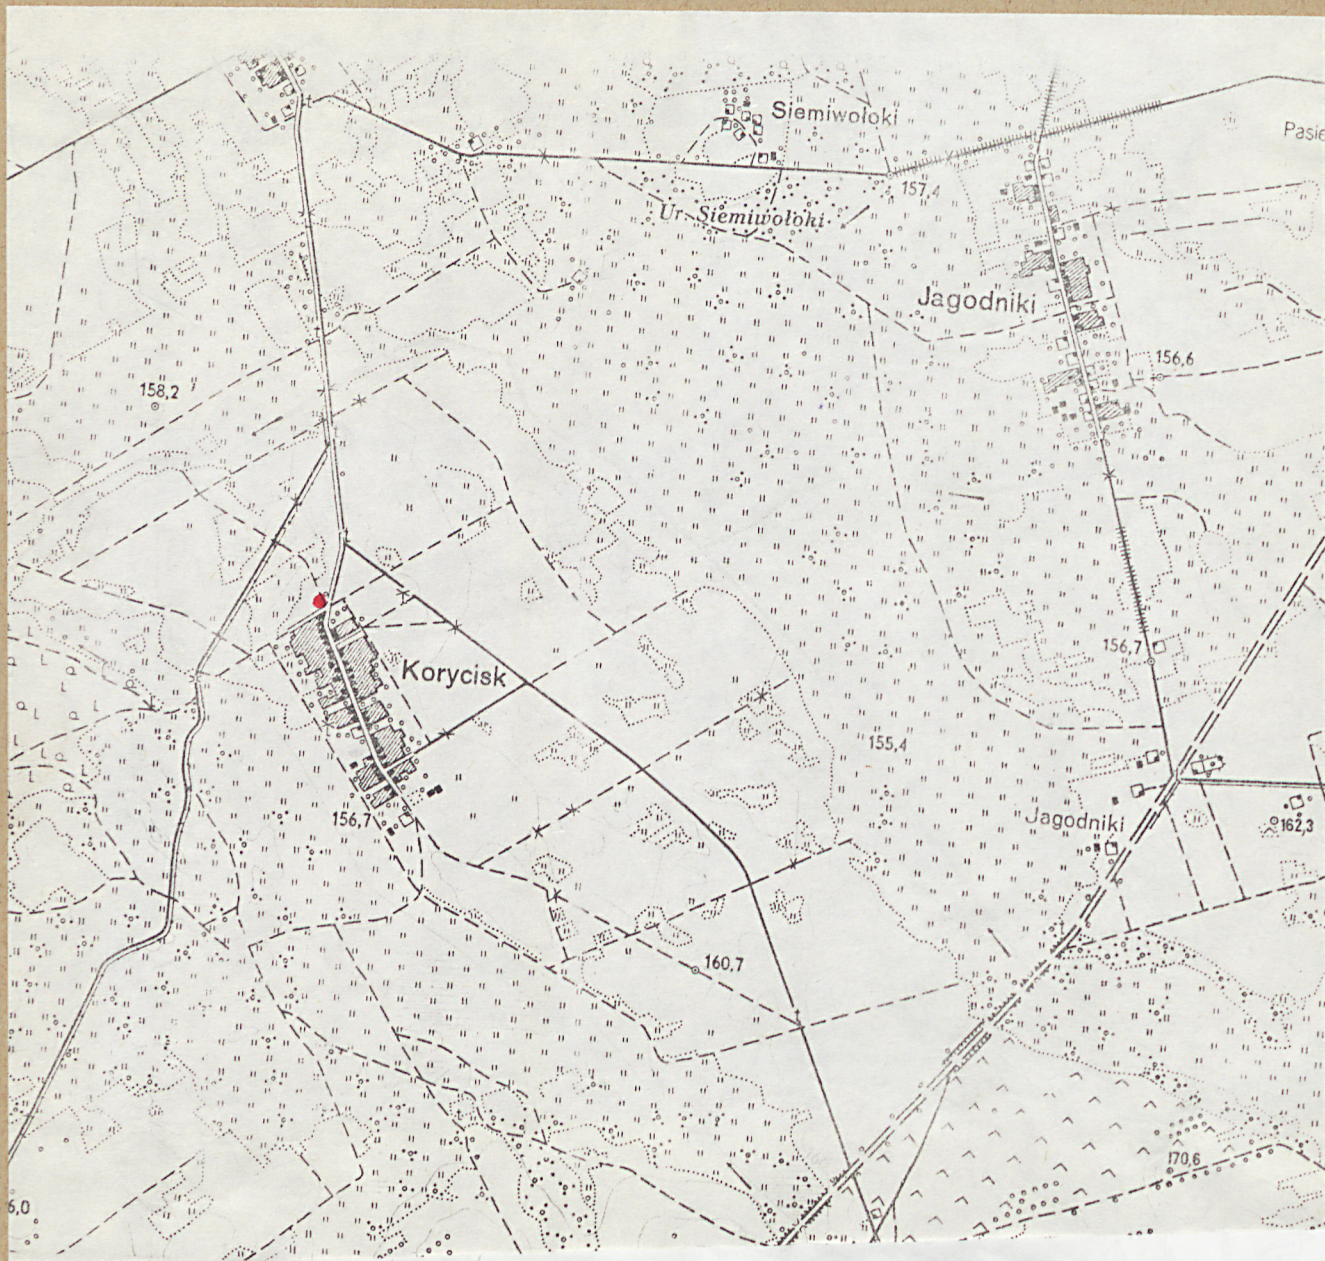 Siemiwołoki
Pasie
157,4
Ur. Siemiwołoki
Jagodniki
156,6
158,2
156,7
Korycisk
155,4
156,7
Jagodniki
162,3
160,7
170,6
6,0